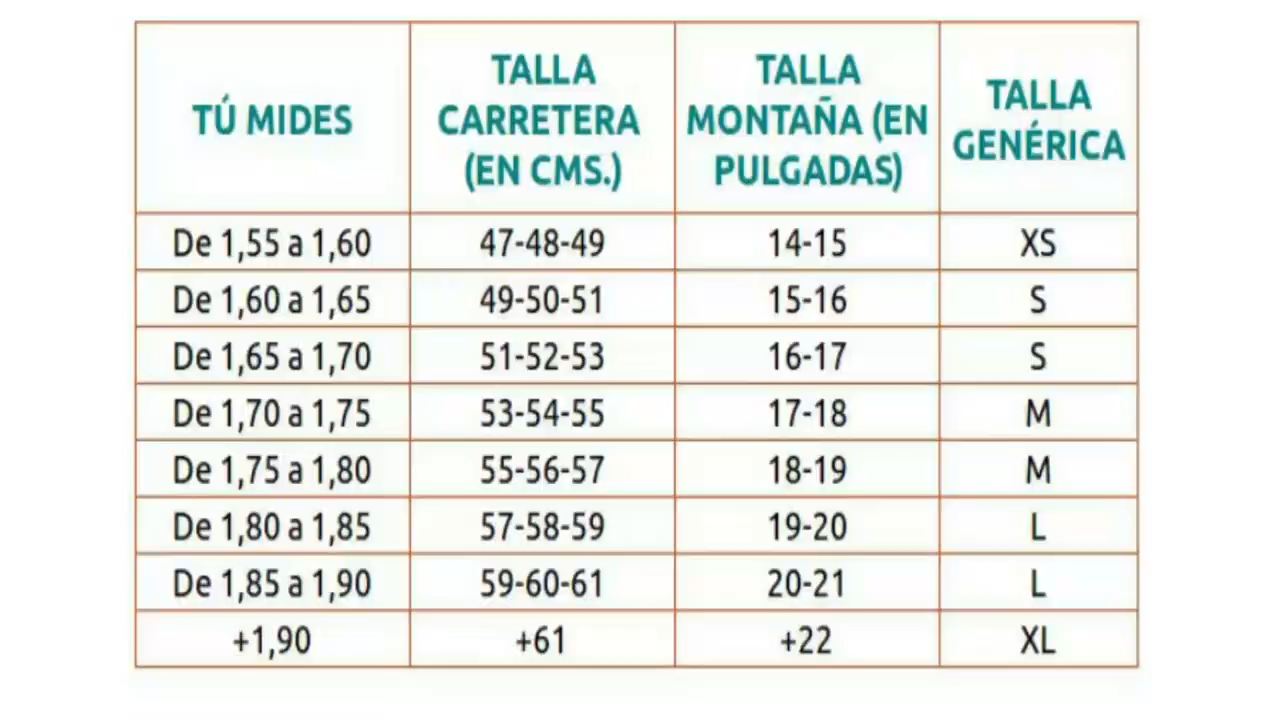 TÚ MIDES
TALLA
CARRETERA
(EN CMS.)
TALLA
MONTAÑA (EN
PULGADAS)
TALLA
GENÉRICA
De 1,55 a 1,60 47-48-49 14-15 XS
De 1,60 a 1,65 49-50-51 15-16 S
De 1,65 a 1,70 51-52-53 16-17 S
De 1,70 a 1,75 53-54-55 17-18 M
De 1,75 a 1,80 55-56-57 18-19 M
De 1,80 a 1,85 57-58-59 19-20 L
De 1,85 a 1,90 59-60-61 20-21 L
+1,90 +61 +22 XL